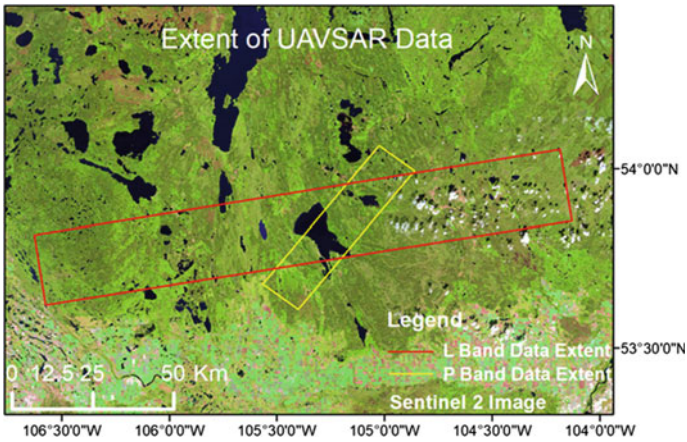 Extent of UAVSAR Data
N
54°0'0"N
53°30'0"N
Legend
L Band Data Extent
P Band Data Extent
Sentinel 2 Image
0 12.5 25 50 Km
106°30'0"W 106°0'0"W 105°30'0"W 105°0'0"W 104°30'0"W 104°0'0"W